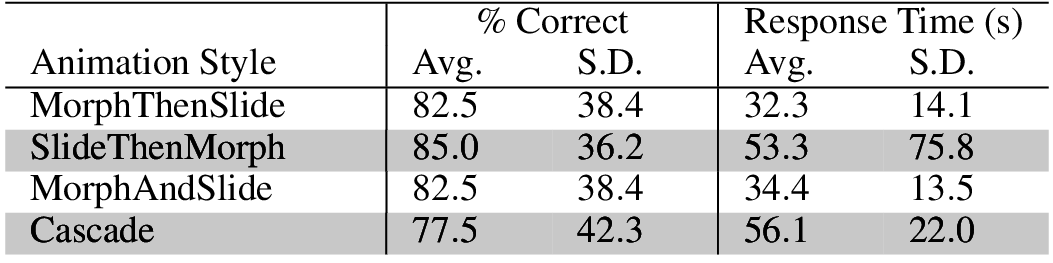 % Correct Response Time (s)
Animation Style Avg. S.D. Avg. S.D.
MorphThenSlide 82.5 38.4 32.3 14.1
SlideThenMorph 85.0 36.2 53.3 75.8
MorphAndSlide 82.5 38.4 34.4 13.5
Cascade 77.5 42.3 56.1 22.0